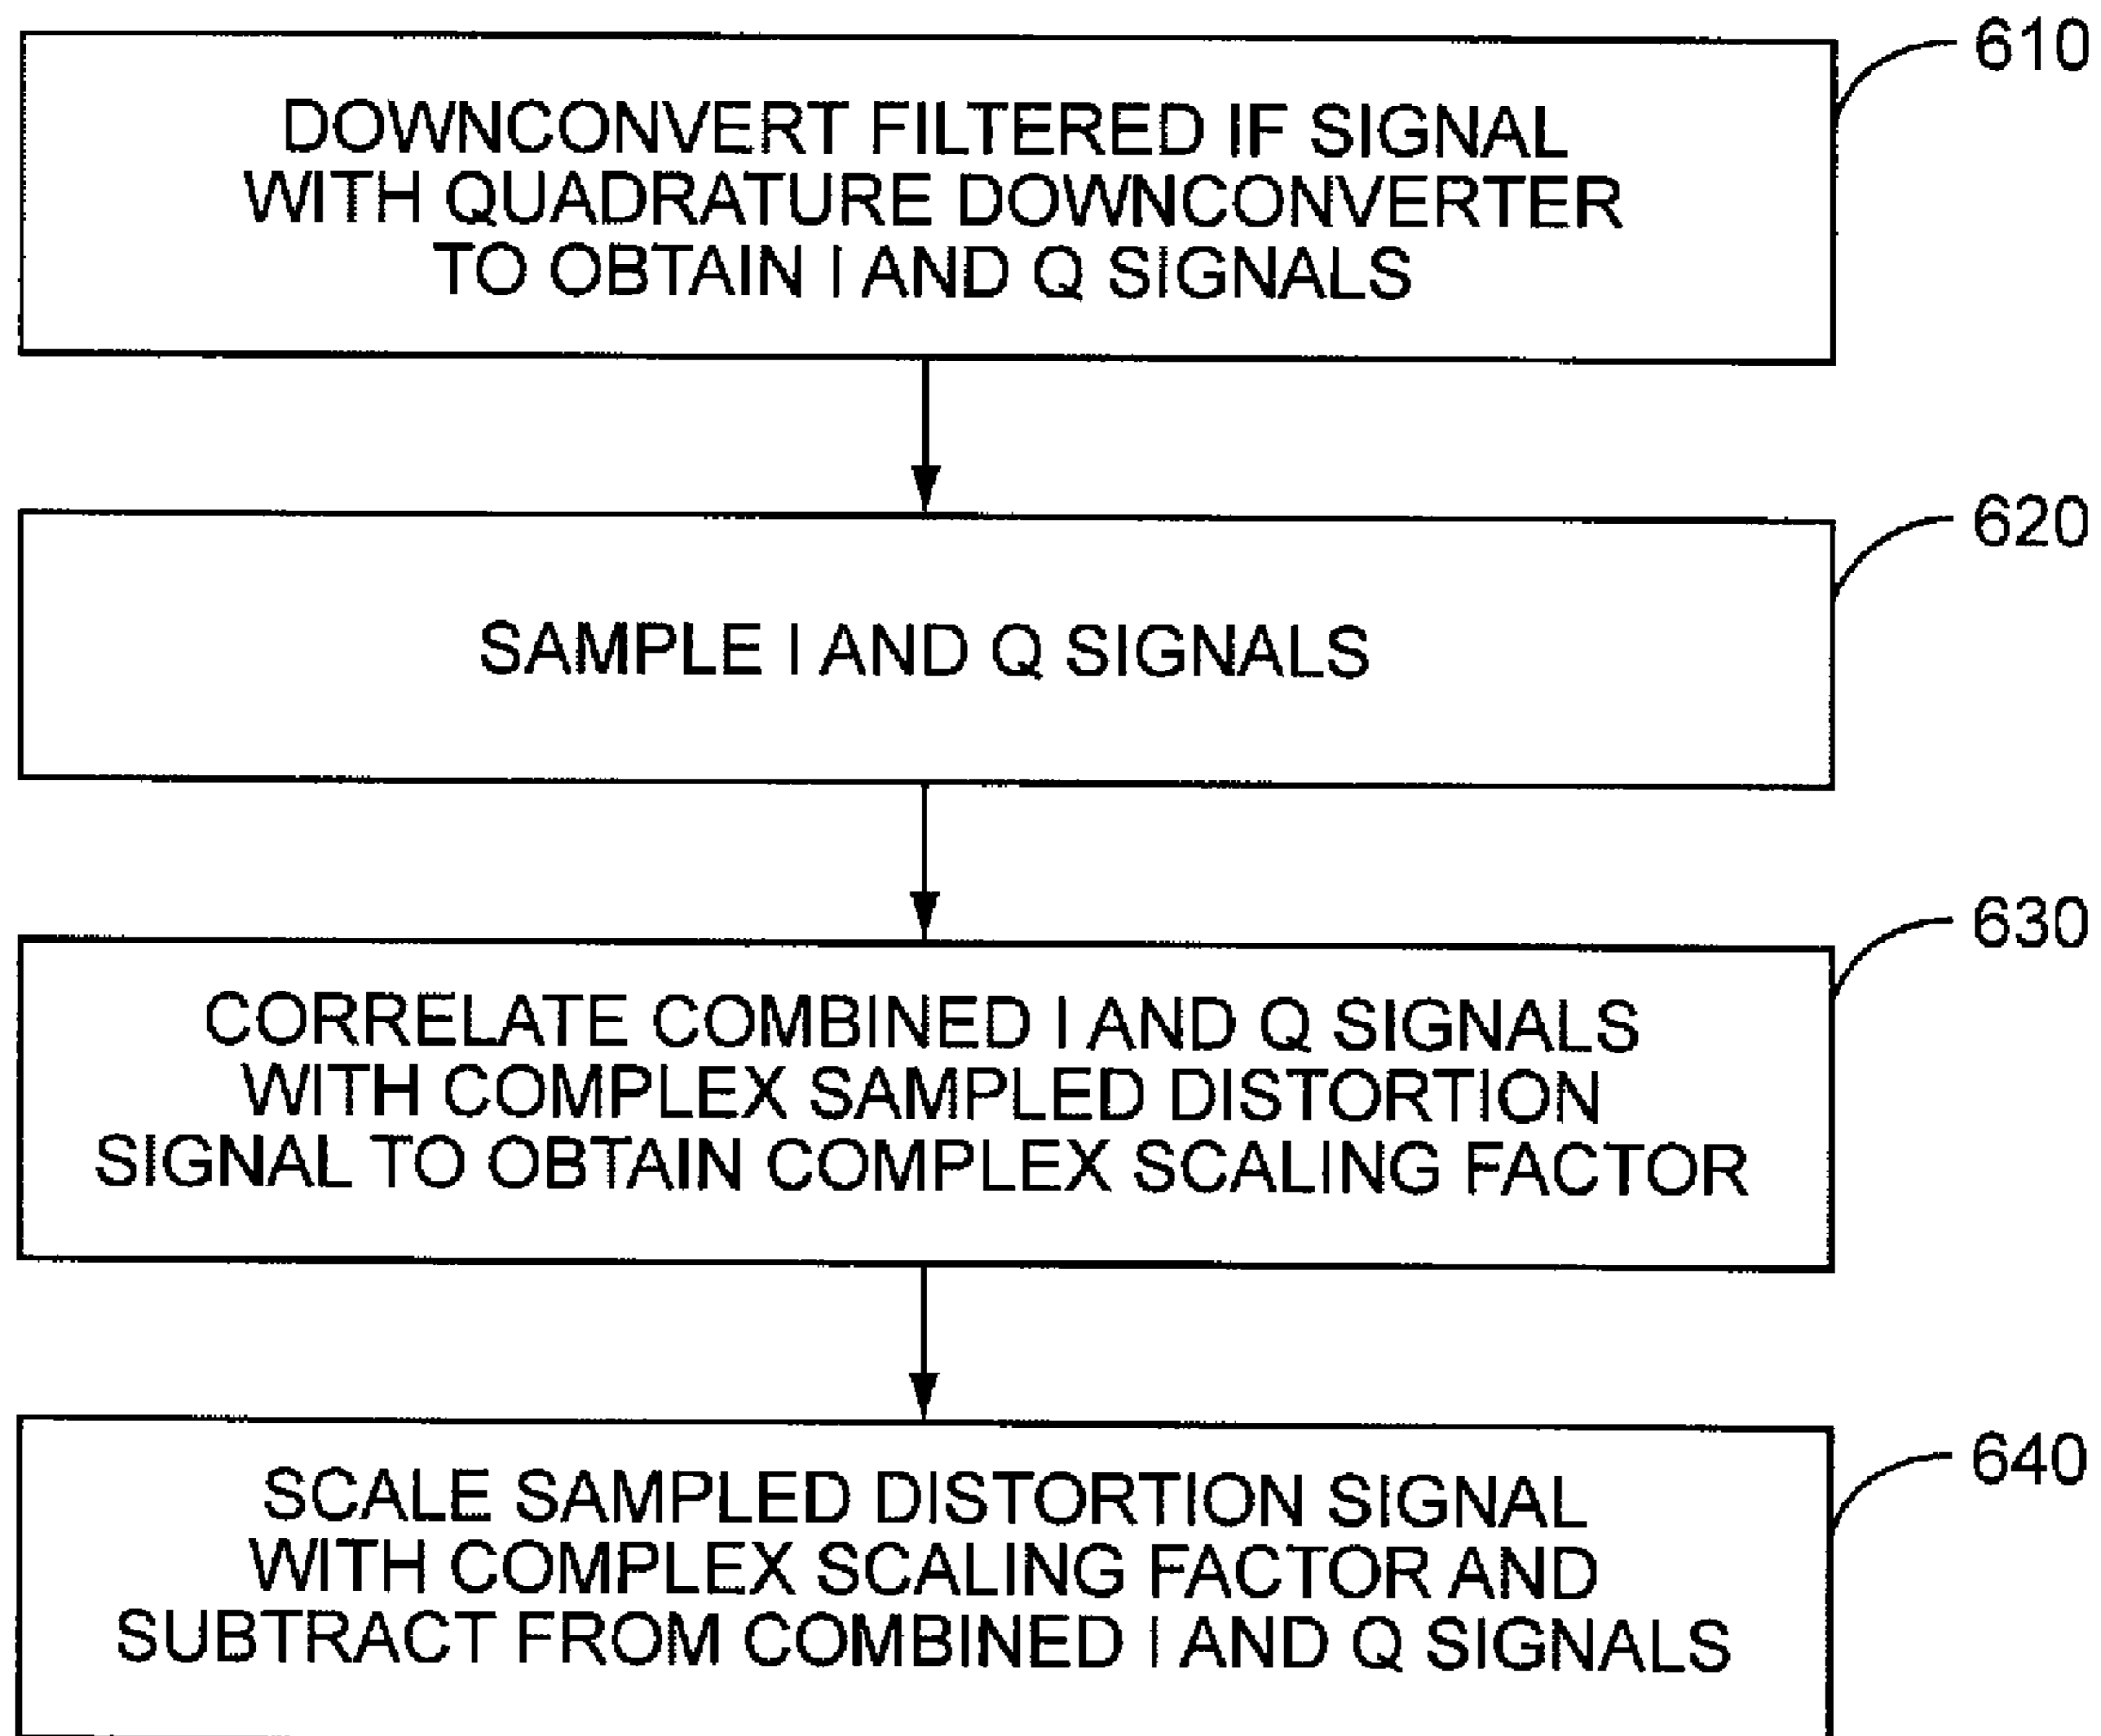 610
DOWNCONVERT FILTERED IF SIGNAL
WITH QUADRATURE DOWNCONVERTER
TO OBTAIN I AND Q SIGNALS
620
SAMPLE I AND Q SIGNALS
630
CORRELATE COMBINED I AND Q SIGNALS
WITH COMPLEX SAMPLED DISTORTION
SIGNAL TO OBTAIN COMPLEX SCALING FACTOR
640
SCALE SAMPLED DISTORTION SIGNAL
WITH COMPLEX SCALING FACTOR AND
SUBTRACT FROM COMBINED I AND Q SIGNALS